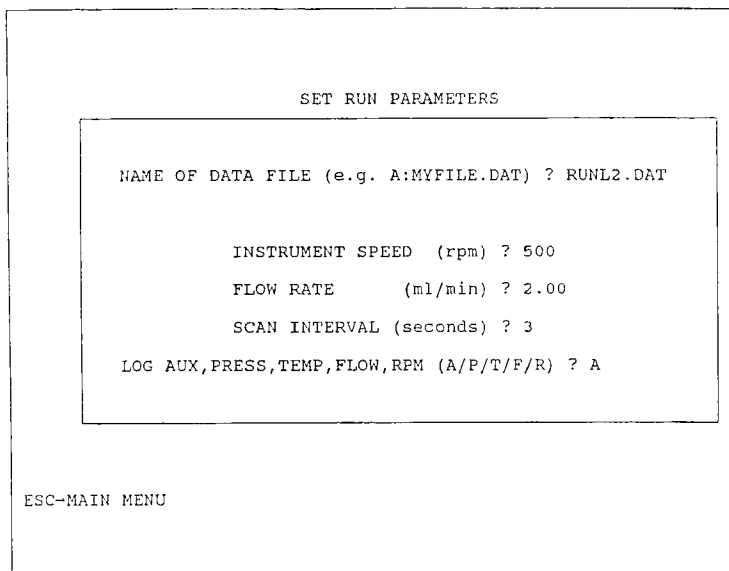 SET RUN PARAMETERS
NAME OF DATA FILE (e.g. A:MYFILE.DAT) ? RUNL2.DAT
INSTRUMENT SPEED (rpm) ? 500
FLOW RATE (ml/min) ? 2.00
SCAN INTERVAL (seconds) ? 3
LOG AUX,PRESS,TEMP,FLOW,RPM (A/P/T/F/R) ? A
ESC→MAIN MENU